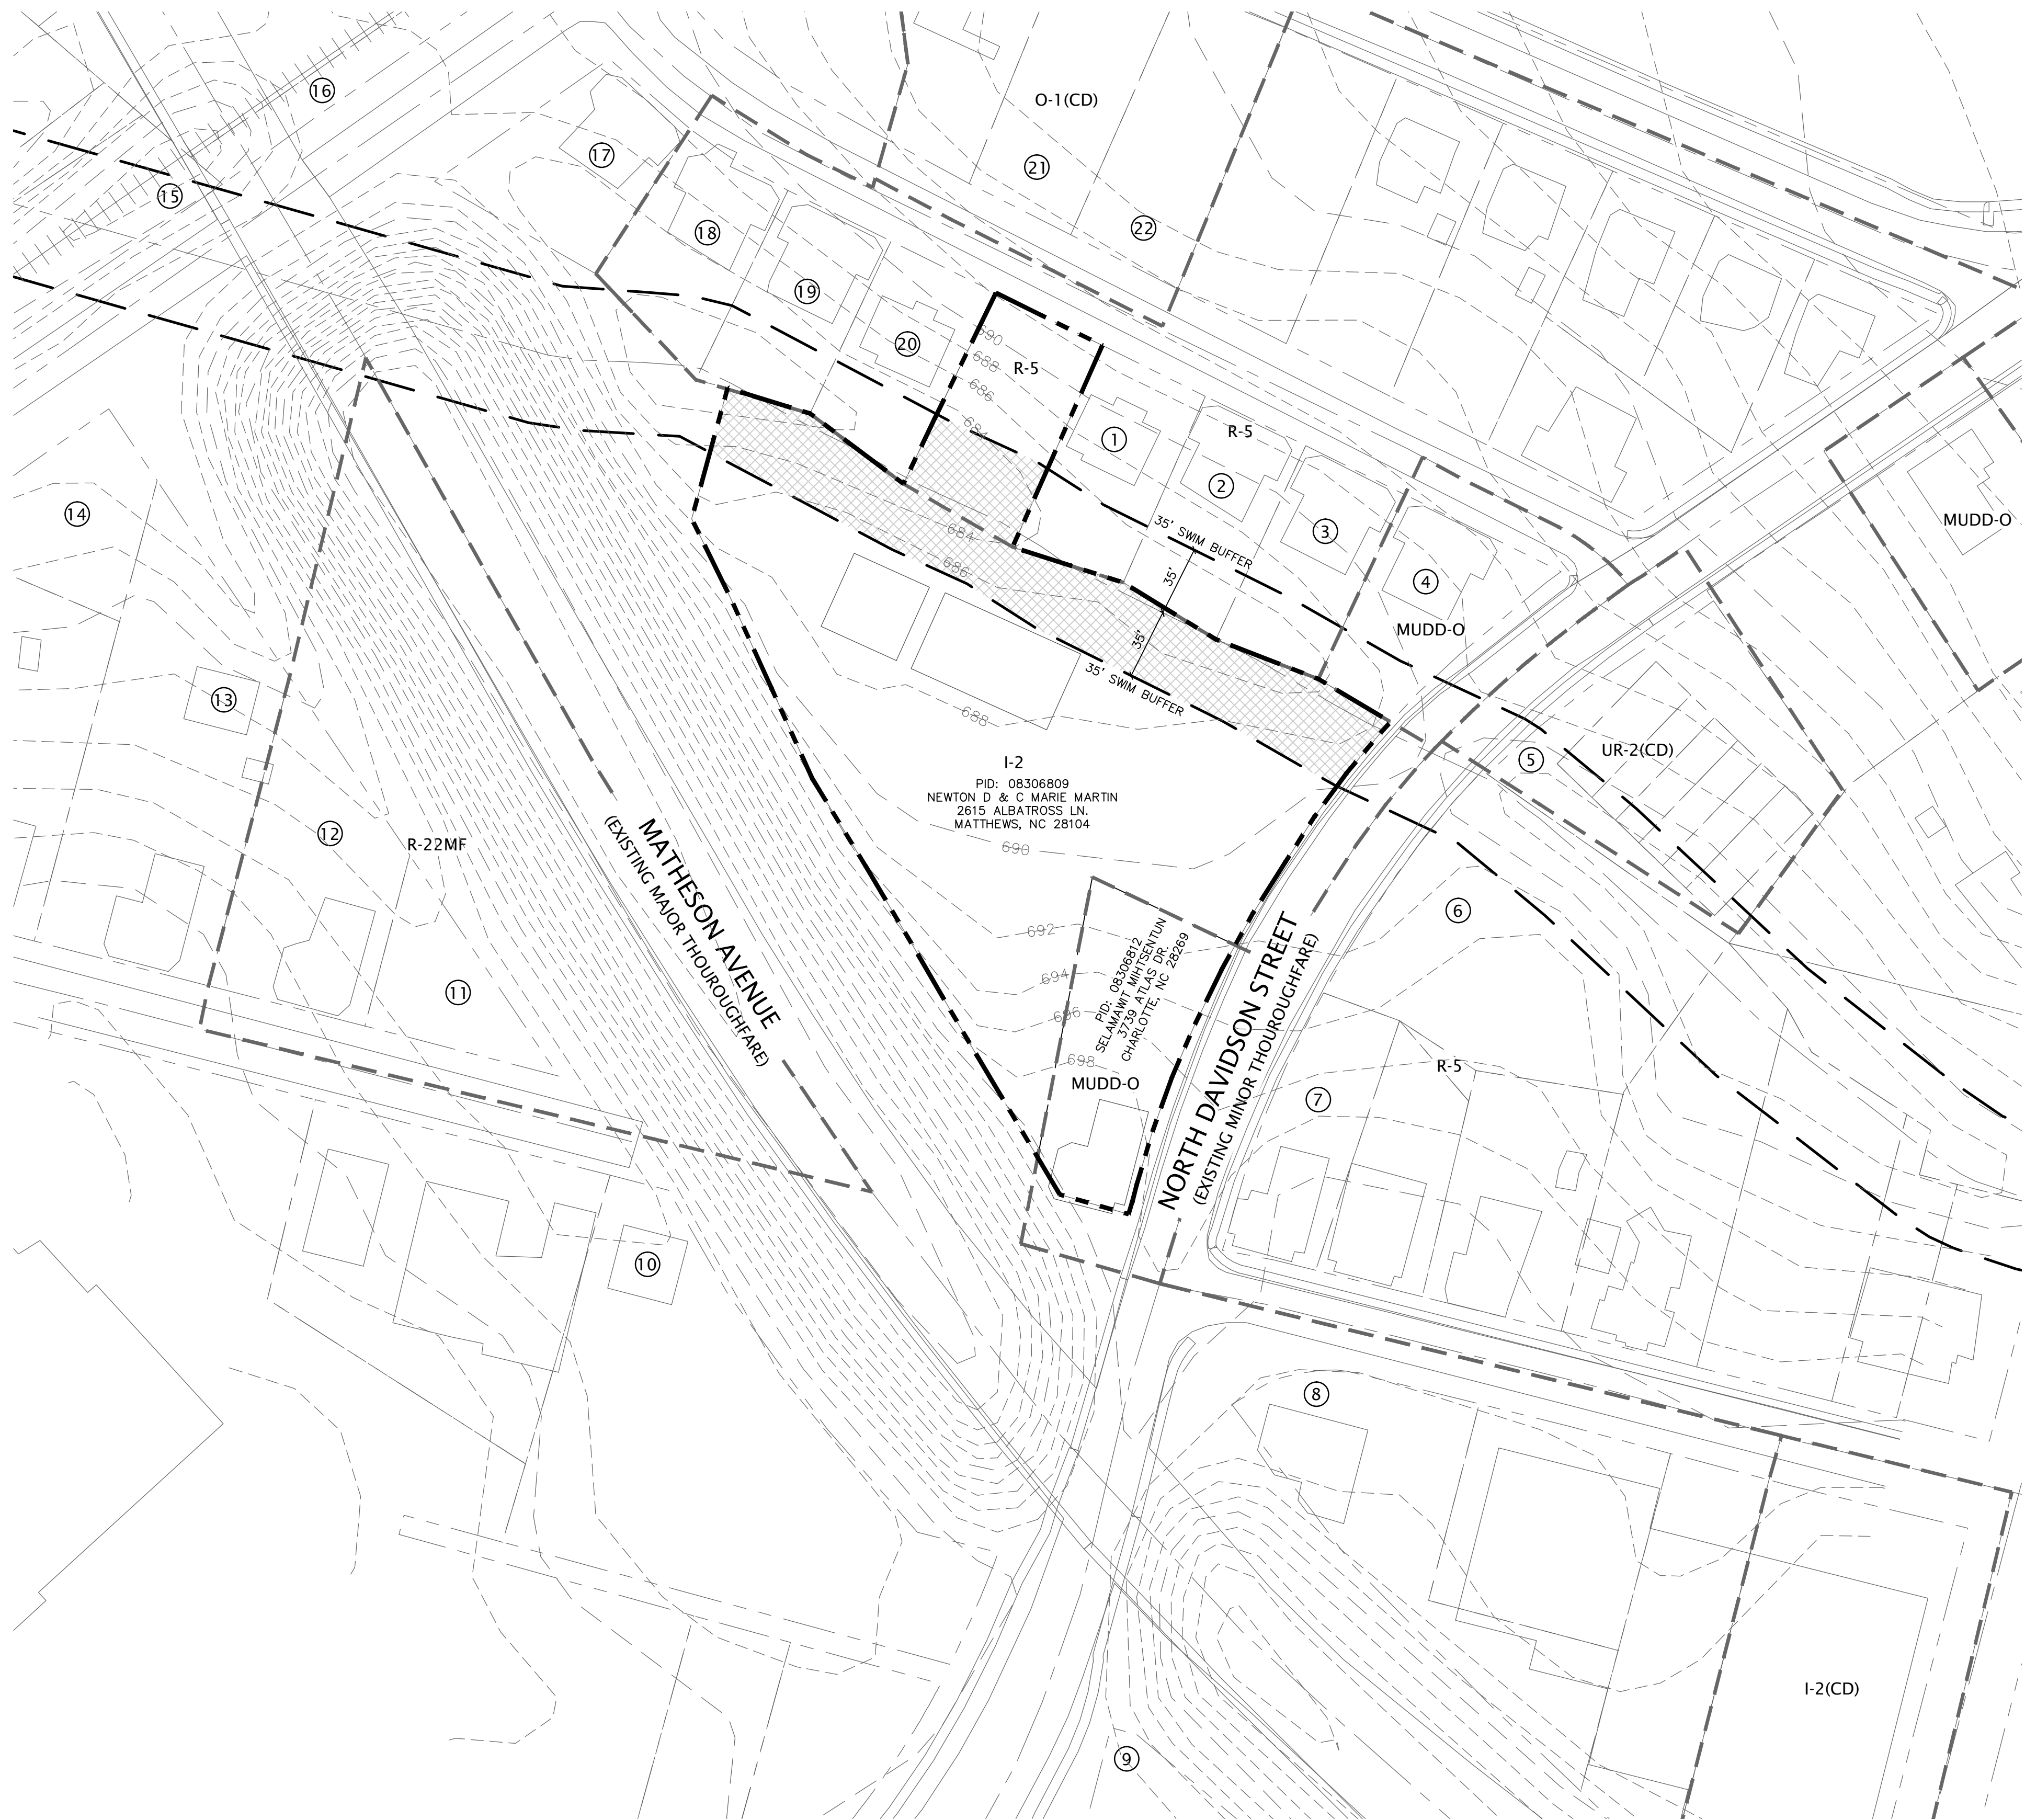 16
O-1(CD)
17
21
15
18
22
19
690
20
688
R-5
686
684
1
R-5
2
14
35' SWIM BUFFER
3
MUDD-O
684
686
35'
4
MUDD-O
35'
13
35' SWIM BUFFER
688
5
UR-2(CD)
I-2
PID: 08306809
NEWTON D & C MARIE MARTIN
2615 ALBATROSS LN.
MATTHEWS, NC 28104
12
R-22MF
690
MATHESON AVENUE
(EXISTING MAJOR THOUROUGHFARE)
6
692
694
696
698
PID: 08306812
SELAMAWIT MIHTSENTUN
3739 ATLAS DR.
CHARLOTTE, NC 28269
11
NORTH DAVIDSON STREET
(EXISTING MINOR THOUROUGHFARE)
R-5
MUDD-O
7
10
8
I-2(CD)
9